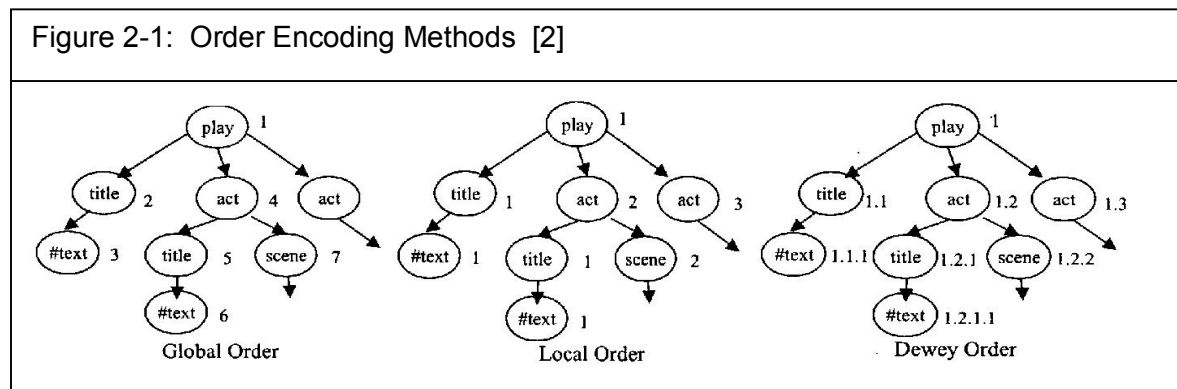 Figure 2-1: Order Encoding Methods [2]
play 1 play 1 play 1
title 2 act 4 act title 1 act 2 act 3 title 1.1 act 1.2 act 1.3
#text 3 title 5 scene 7 #text 1 title 1 scene 2 #text 1.1.1 title 1.2.1 scene 1.2.2
#text 6 #text 1 #text 1.2.1.1
Global Order Local Order Dewey Order